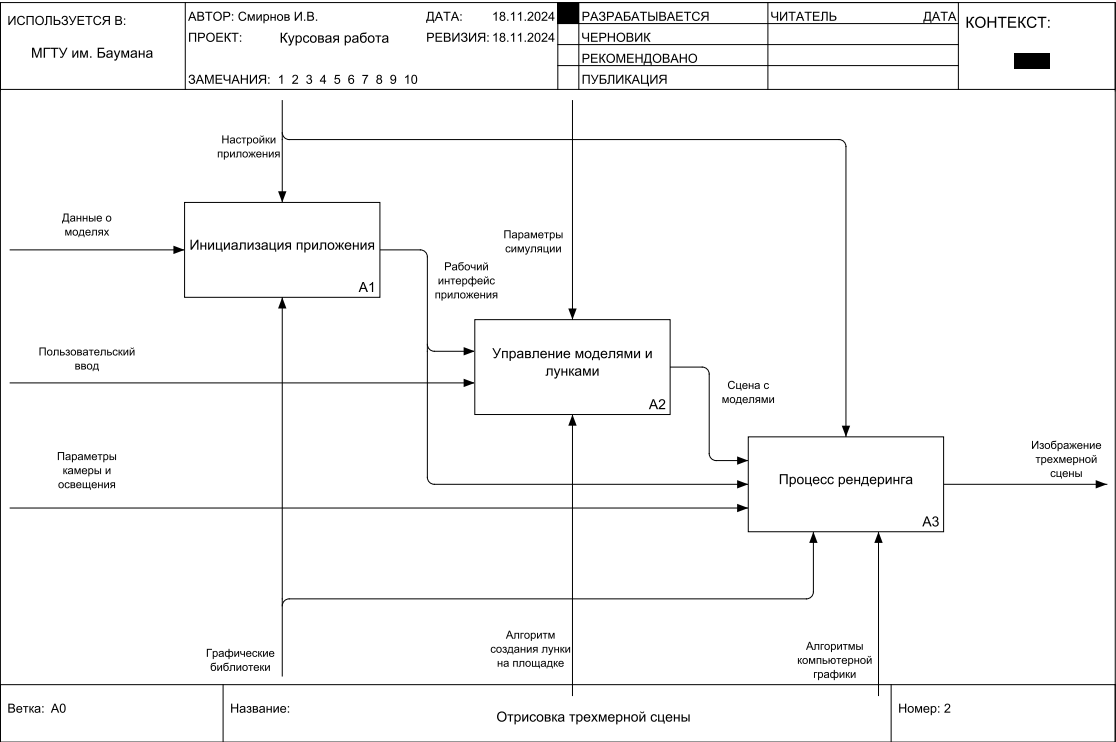 ИСПОЛЬЗУЕТСЯ В:
МГТУ им. Баумана
АВТОР: Смирнов И.В.
ДАТА: 18.11.2024
ПРОЕКТ: Курсовая работа
РЕВИЗИЯ: 18.11.2024
ЗАМЕЧАНИЯ: 1 2 3 4 5 6 7 8 9 10
РАЗРАБАТЫВАЕТСЯ
ЧЕРНОВИК
РЕКОМЕНДОВАНО
ПУБЛИКАЦИЯ
ЧИТАТЕЛЬ ДАТА
КОНТЕКСТ:
Настройки
приложения
Данные о
моделях
Инициализация приложения
А1
Параметры
симуляции
Рабочий
интерфейс
приложения
Пользовательский
ввод
Управление моделями и
лунками
А2
Сцена с
моделями
Параметры
камеры и
освещения
Процесс рендеринга
А3
Изображение
трехмерной
сцены
Графические
библиотеки
Алгоритм
создания лунки
на площадке
Алгоритмы
компьютерной
графики
Ветка: А0
Название:
Отрисовка трехмерной сцены
Номер: 2